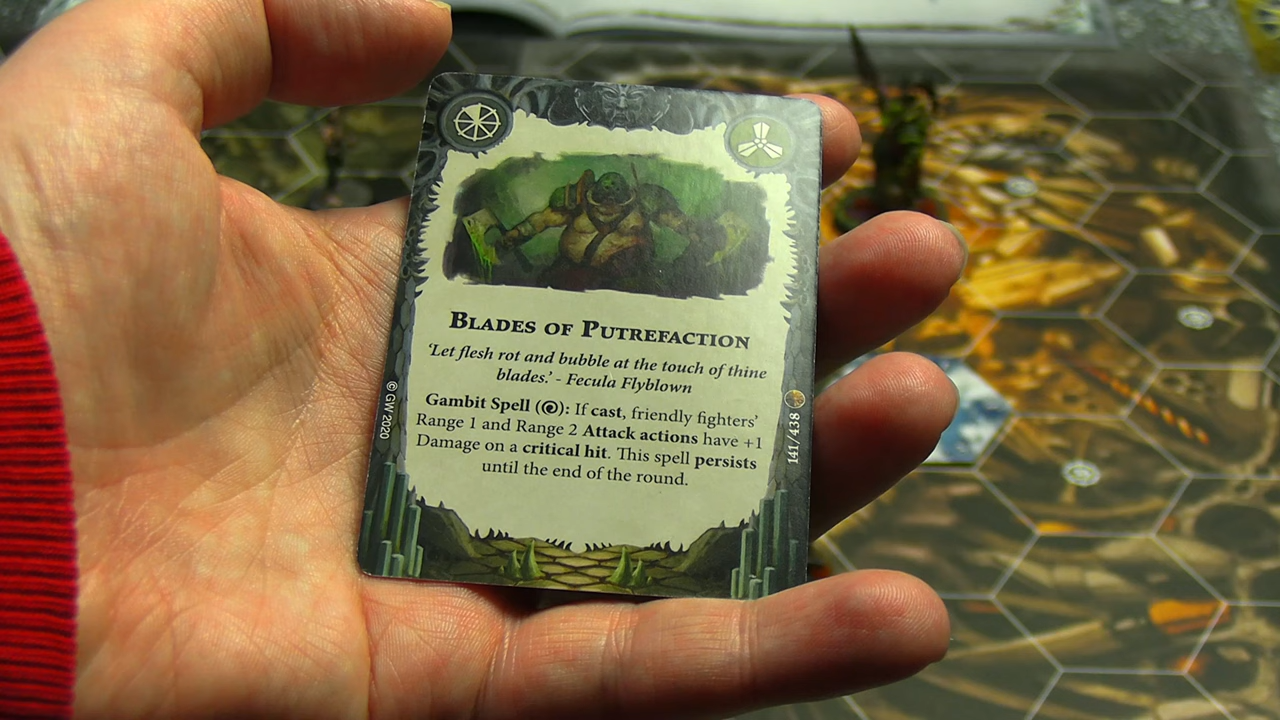 BLADES OF PUTREFACTION
'Let flesh rot and bubble at the touch of thine
blades.' - Fecula Flyblown
Gambit Spell ( ): If cast, friendly fighters'
Range 1 and Range 2 Attack actions have +1
Damage on a critical hit. This spell persists
until the end of the round.
© GW 2020
141/438